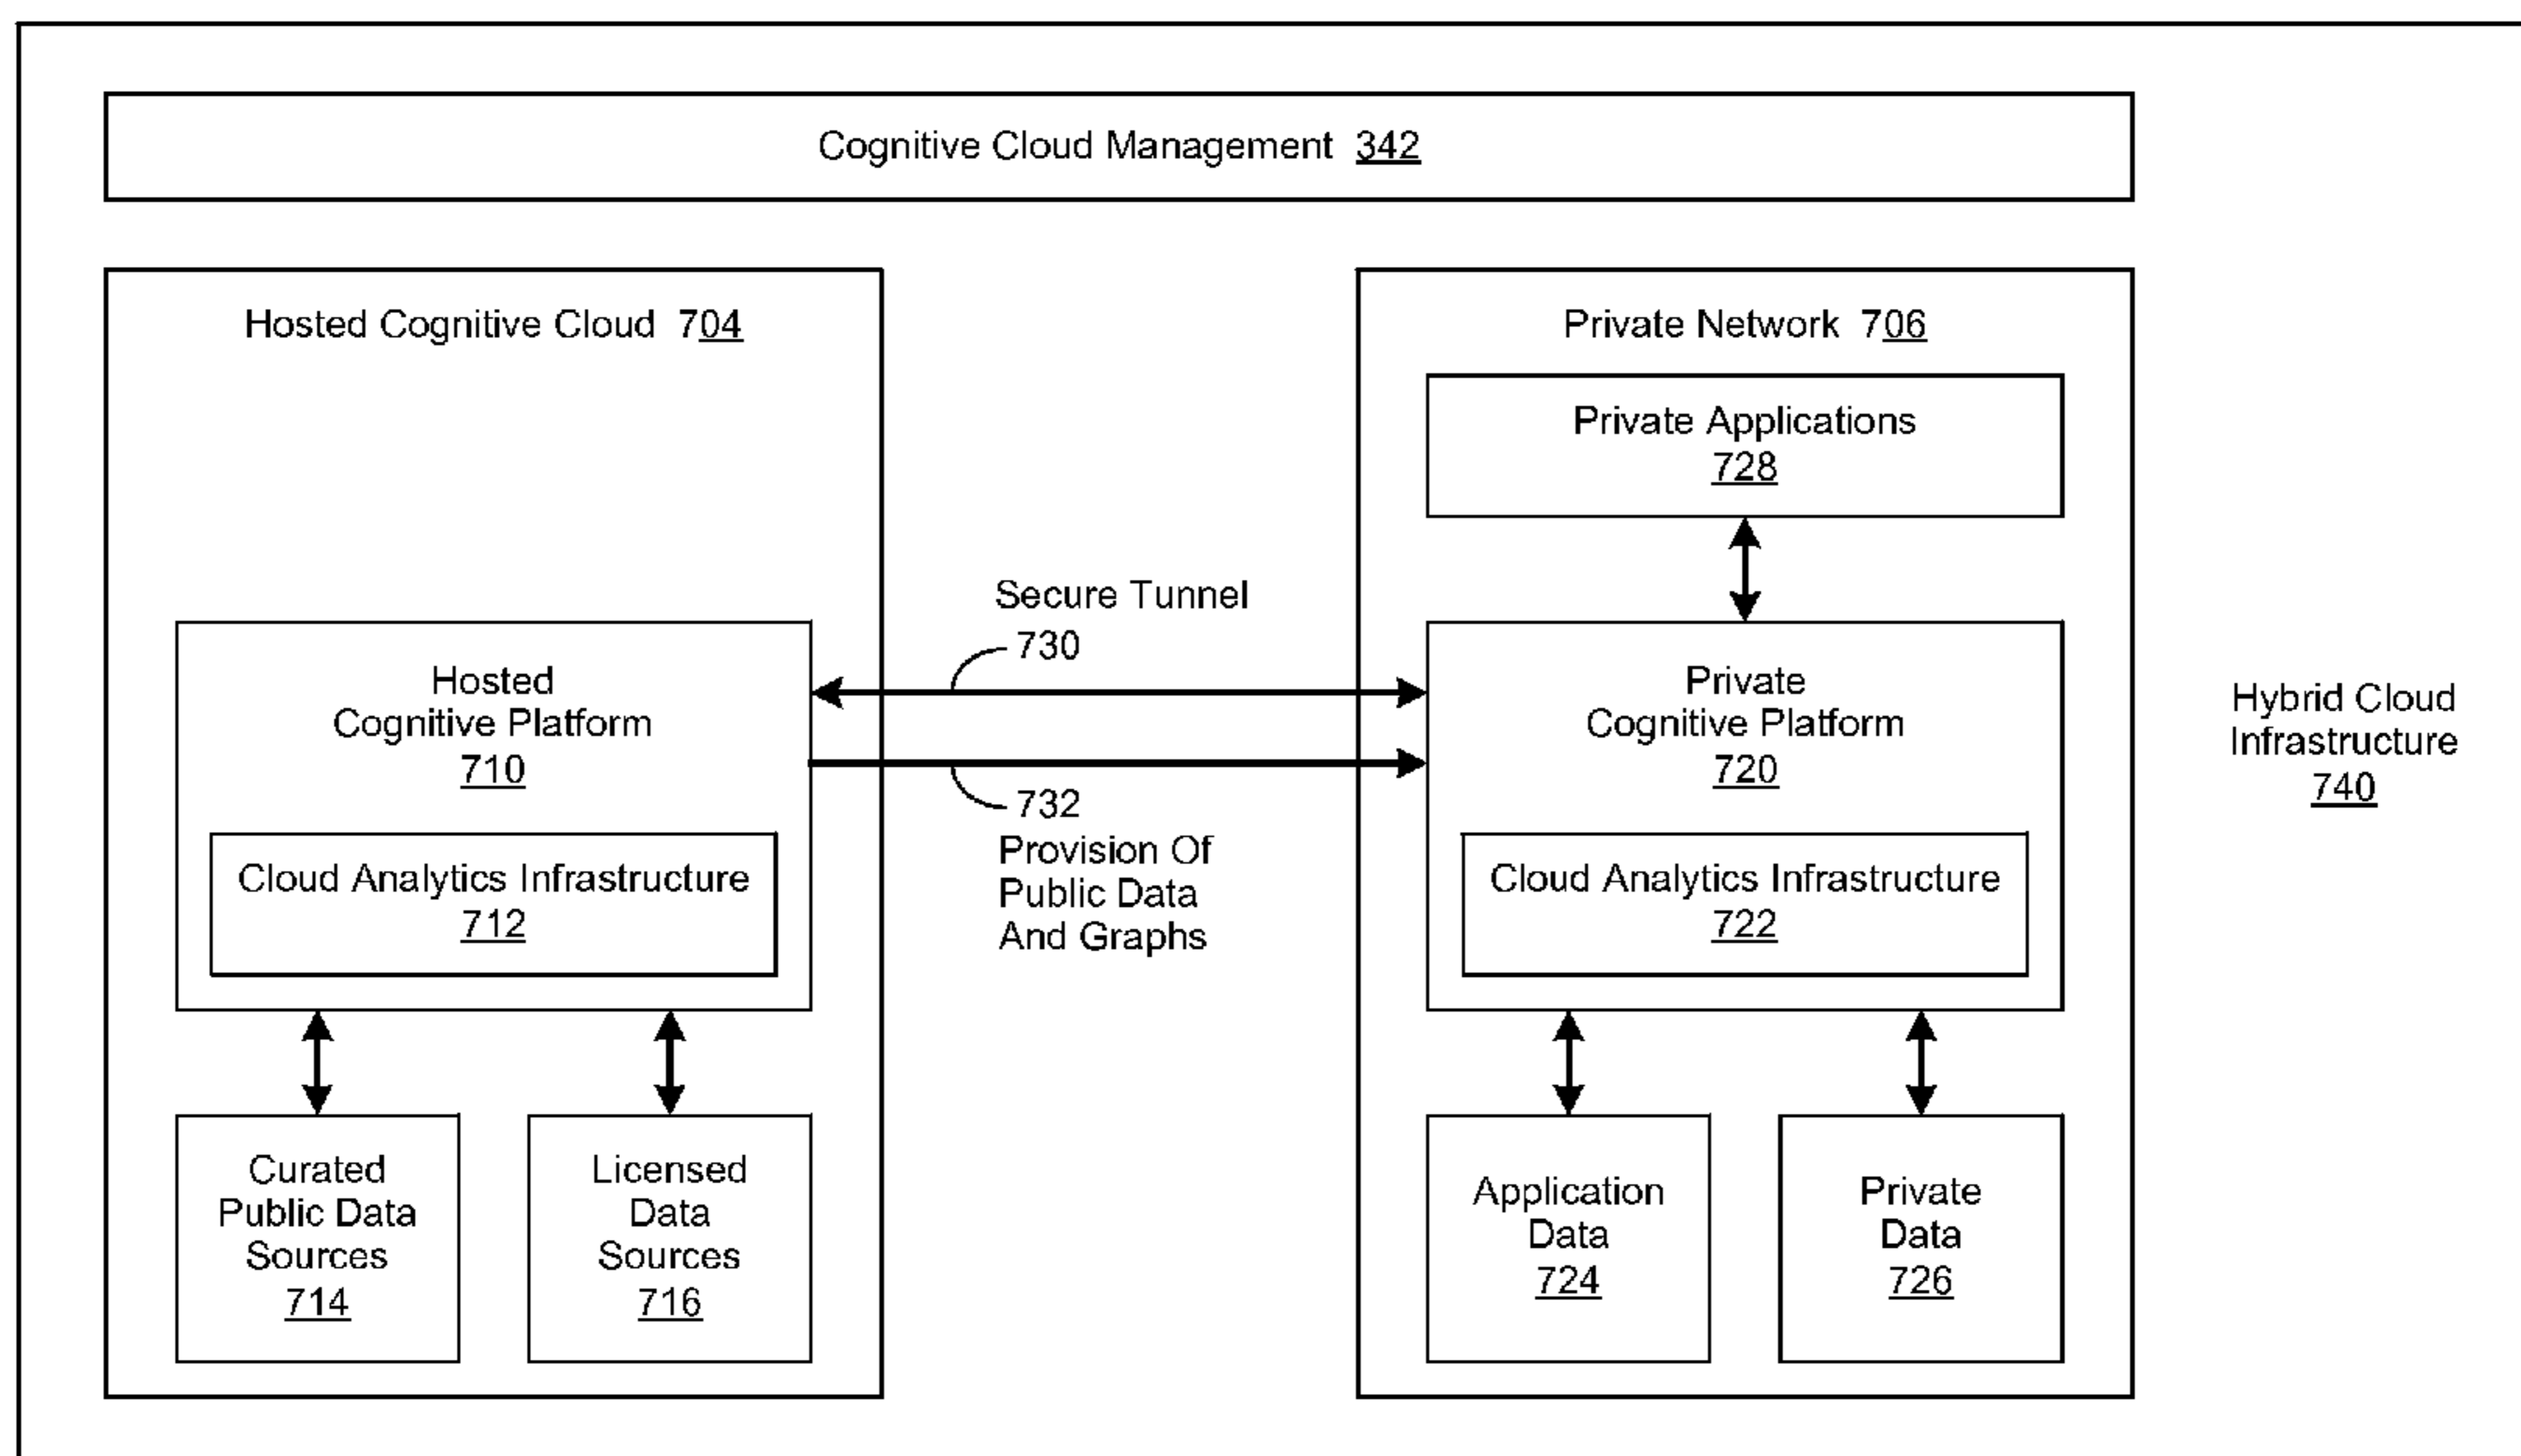 Cognitive Cloud Management 342
Hosted Cognitive Cloud 704
Hosted
Cognitive Platform
710
Cloud Analytics Infrastructure
712
Curated
Public Data
Sources
714
Licensed
Data
Sources
716
Secure Tunnel
730
732
Provision Of
Public Data
And Graphs
Private Network 706
Private Applications
728
Private
Cognitive Platform
720
Cloud Analytics Infrastructure
722
Application
Data
724
Private
Data
726
Hybrid Cloud
Infrastructure
740